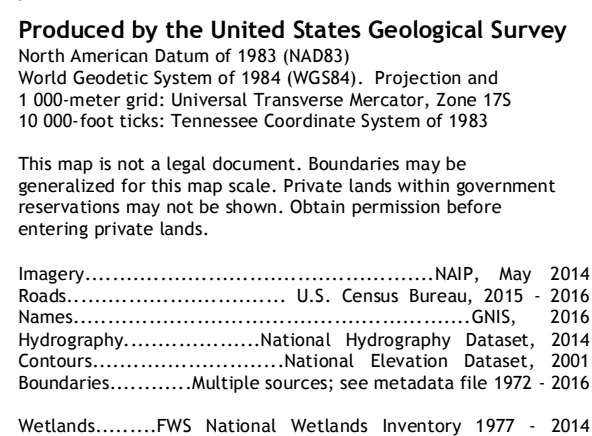 Produced by the United States Geological Survey
North American Datum of 1983 (NAD83)
World Geodetic System of 1984 (WGS84). Projection and
1 000-meter grid: Universal Transverse Mercator, Zone 17S
10 000-foot ticks: Tennessee Coordinate System of 1983
This map is not a legal document. Boundaries may be
generalized for this map scale. Private lands within government
reservations may not be shown. Obtain permission before
entering private lands.
Imagery....................................................NAIP, May 2014
Roads................................ U.S. Census Bureau, 2015 - 2016
Names...........................................................GNIS, 2016
Hydrography....................National Hydrography Dataset, 2014
Contours............................National Elevation Dataset, 2001
Boundaries............Multiple sources; see metadata file 1972 - 2016
Wetlands.........FWS National Wetlands Inventory 1977 - 2014